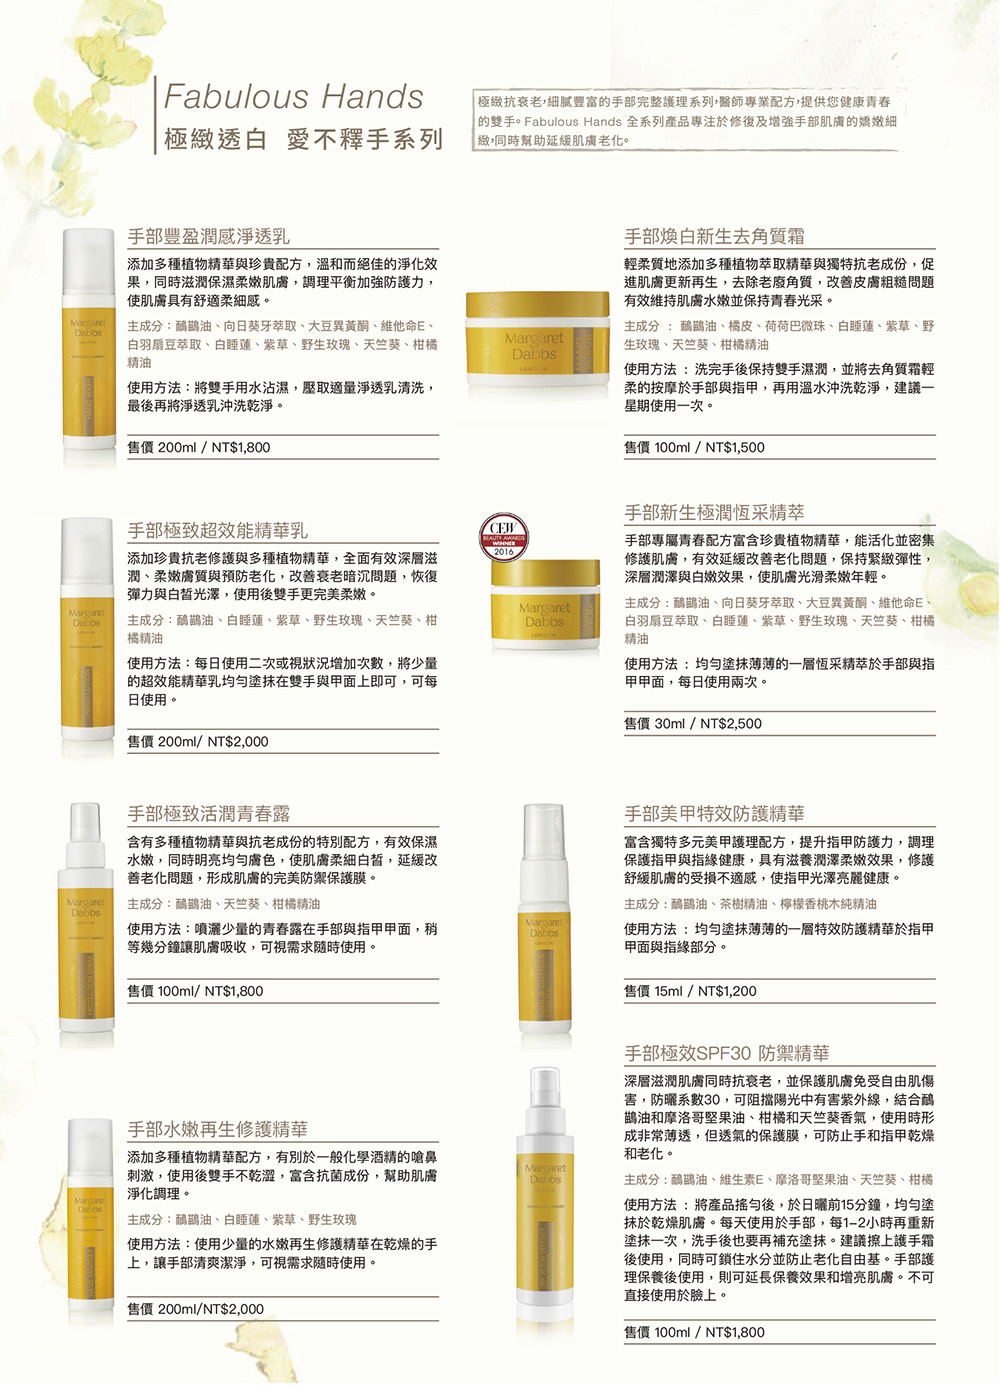 Fabulous Hands
極緻透白 愛不釋手系列
極緻抗衰老,細膩豐富的手部完整護理系列,醫師專業配方,提供您健康青春
的雙手。Fabulous Hands 全系列產品專注於修復及增強手部肌膚的嬌嫩細
緻,同時幫助延緩肌膚老化。
手部豐盈潤感淨透乳
添加多種植物精華與珍貴配方，溫和而絕佳的淨化效
果，同時滋潤保濕柔嫩肌膚，調理平衡加強防護力，
使肌膚具有舒適柔細感。
主成分：鴯鶓油、向日葵牙萃取、大豆異黃酮、維他命E、
白羽扇豆萃取、白睡蓮、紫草、野生玫瑰、天竺葵、柑橘
精油
使用方法：將雙手用水沾濕，壓取適量淨透乳清洗，
最後再將淨透乳沖洗乾淨。
售價 200ml / NT$1,800
Margaret
Dabbs
LONDON
HAND WASH
手部煥白新生去角質霜
輕柔質地添加多種植物萃取精華與獨特抗老成份，促
進肌膚更新再生，去除老廢角質，改善皮膚粗糙問題
有效維持肌膚水嫩並保持青春光采。
主成分 ： 鴯鶓油、橘皮、荷荷巴微珠、白睡蓮、紫草、野
生玫瑰、天竺葵、柑橘精油
使用方法 ： 洗完手後保持雙手濕潤，並將去角質霜輕
柔的按摩於手部與指甲，再用溫水沖洗乾淨，建議一
星期使用一次。
售價 100ml / NT$1,500
Margaret
Dabbs
LONDON
手部極致超效能精華乳
添加珍貴抗老修護與多種植物精華，全面有效深層滋
潤、柔嫩膚質與預防老化，改善衰老暗沉問題，恢復
彈力與白皙光澤，使用後雙手更完美柔嫩。
主成分：鴯鶓油、白睡蓮、紫草、野生玫瑰、天竺葵、柑
橘精油
使用方法：每日使用二次或視狀況增加次數，將少量
的超效能精華乳均勻塗抹在雙手與甲面上即可，可每
日使用。
售價 200ml/ NT$2,000
Margaret
Dabbs
LONDON
HAND LOTION
手部新生極潤恆采精萃
手部專屬青春配方富含珍貴植物精華，能活化並密集
修護肌膚，有效延緩改善老化問題，保持緊緻彈性，
深層潤澤與白嫩效果，使肌膚光滑柔嫩年輕。
主成分：鴯鶓油、向日葵牙萃取、大豆異黃酮、維他命E、
白羽扇豆萃取、白睡蓮、紫草、野生玫瑰、天竺葵、柑橘
精油
使用方法 ： 均勻塗抹薄薄的一層恆采精萃於手部與指
甲甲面，每日使用兩次。
售價 30ml / NT$2,500
CEW
BEAUTY AWARDS
WINNER
2016
Margaret
Dabbs
LONDON
手部極致活潤青春露
含有多種植物精華與抗老成份的特別配方，有效保濕
水嫩，同時明亮均勻膚色，使肌膚柔細白皙，延緩改
善老化問題，形成肌膚的完美防禦保護膜。
主成分：鴯鶓油、天竺葵、柑橘精油
使用方法：噴灑少量的青春露在手部與指甲甲面，稍
等幾分鐘讓肌膚吸收，可視需求隨時使用。
售價 100ml/ NT$1,800
Margaret
Dabbs
手部美甲特效防護精華
富含獨特多元美甲護理配方，提升指甲防護力，調理
保護指甲與指緣健康，具有滋養潤澤柔嫩效果，修護
舒緩肌膚的受損不適感，使指甲光澤亮麗健康。
主成分：鴯鶓油、茶樹精油、檸檬香桃木純精油
使用方法 ： 均勻塗抹薄薄的一層特效防護精華於指甲
甲面與指緣部分。
售價 15ml / NT$1,200
Margaret
Dabbs
手部水嫩再生修護精華
添加多種植物精華配方，有別於一般化學酒精的嗆鼻
刺激，使用後雙手不乾澀，富含抗菌成份，幫助肌膚
淨化調理。
主成分：鴯鶓油、白睡蓮、紫草、野生玫瑰
使用方法：使用少量的水嫩再生修護精華在乾燥的手
上，讓手部清爽潔淨，可視需求隨時使用。
售價 200ml/NT$2,000
Margaret
Dabbs
手部極效SPF30 防禦精華
深層滋潤肌膚同時抗衰老，並保護肌膚免受自由肌傷
害，防曬系數30，可阻擋陽光中有害紫外線，結合鴯
鶓油和摩洛哥堅果油、柑橘和天竺葵香氣，使用時形
成非常薄透，但透氣的保護膜，可防止手和指甲乾燥
和老化。
主成分：鴯鶓油、維生素E、摩洛哥堅果油、天竺葵、柑橘
使用方法 ： 將產品搖勻後，於日曬前15分鐘，均勻塗
抹於乾燥肌膚。每天使用於手部，每1–2小時再重新
塗抹一次，洗手後也要再補充塗抹。建議擦上護手霜
後使用，同時可鎖住水分並防止老化自由基。手部護
理保養後使用，則可延長保養效果和增亮肌膚。不可
直接使用於臉上。
售價 100ml / NT$1,800
Margaret
Dabbs